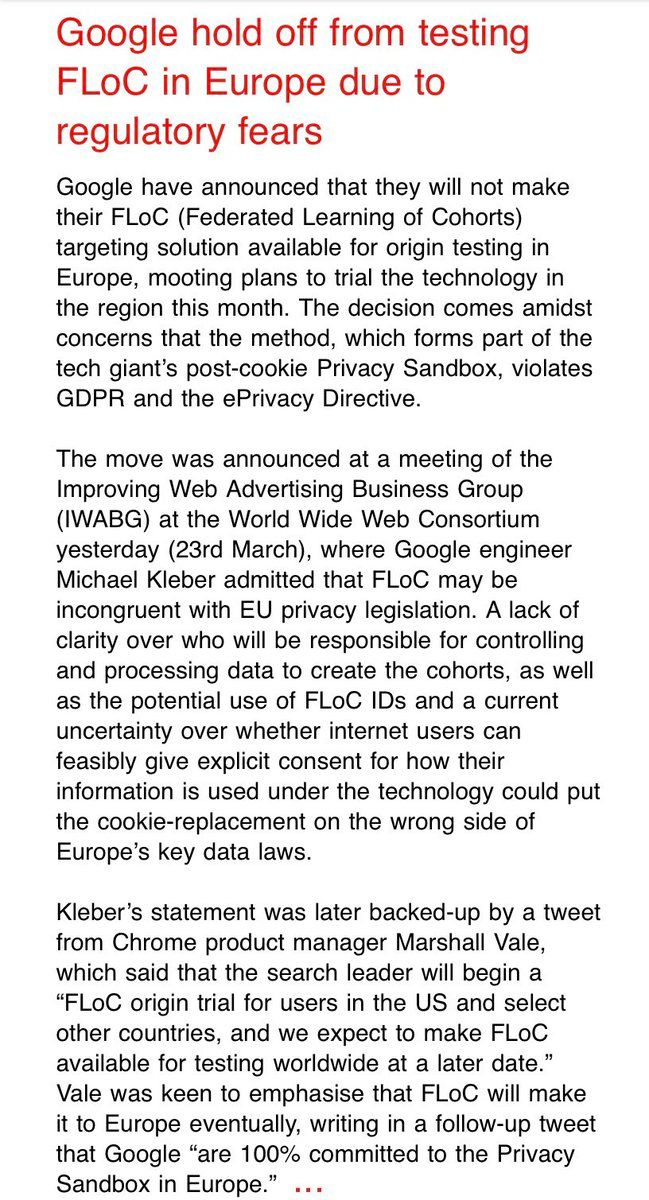 Google hold off from testing
FLoC in Europe due to
regulatory fears
Google have announced that they will not make
their FLoC (Federated Learning of Cohorts)
targeting solution available for origin testing in
Europe, mooting plans to trial the technology in
the region this month. The decision comes amidst
concerns that the method, which forms part of the
tech giant’s post-cookie Privacy Sandbox, violates
GDPR and the ePrivacy Directive.
The move was announced at a meeting of the
Improving Web Advertising Business Group
(IWABG) at the World Wide Web Consortium
yesterday (23rd March), where Google engineer
Michael Kleber admitted that FLoC may be
incongruent with EU privacy legislation. A lack of
clarity over who will be responsible for controlling
and processing data to create the cohorts, as well
as the potential use of FLoC IDs and a current
uncertainty over whether internet users can
feasibly give explicit consent for how their
information is used under the technology could put
the cookie-replacement on the wrong side of
Europe’s key data laws.
Kleber’s statement was later backed-up by a tweet
from Chrome product manager Marshall Vale,
which said that the search leader will begin a
“FLoC origin trial for users in the US and select
other countries, and we expect to make FLoC
available for testing worldwide at a later date.”
Vale was keen to emphasise that FLoC will make
it to Europe eventually, writing in a follow-up tweet
that Google “are 100% committed to the Privacy
Sandbox in Europe.” ...